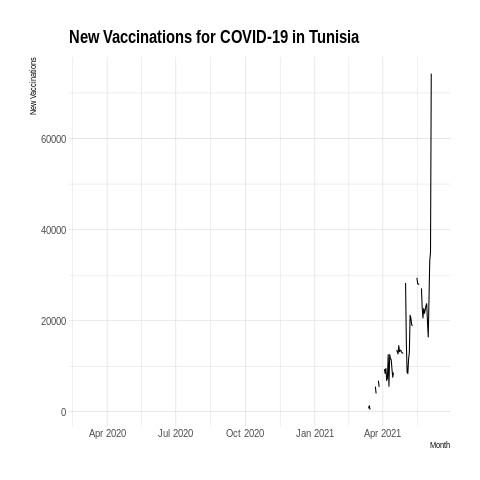 New Vaccinations for COVID-19 in Tunisia
New Vaccinations
60000
40000
20000
0
Apr 2020 Jul 2020 Oct 2020 Jan 2021 Apr 2021
Month